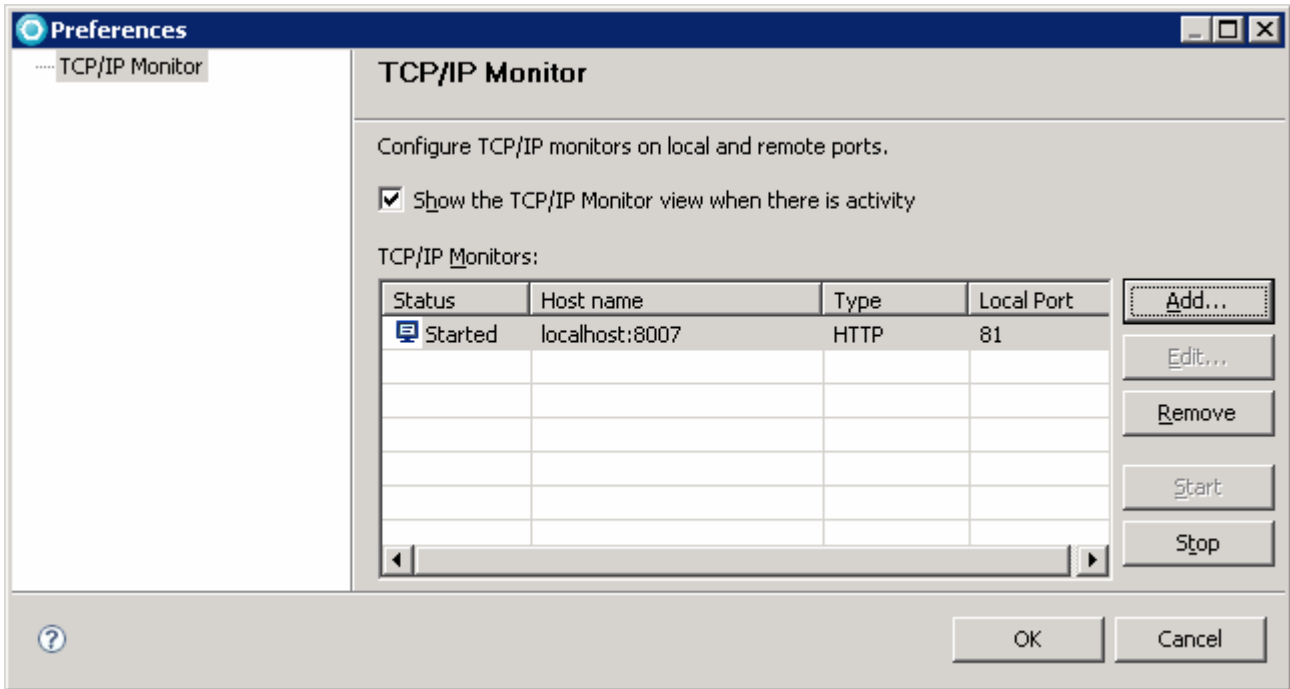 Preferences
TCP/IP Monitor
TCP/IP Monitor
Configure TCP/IP monitors on local and remote ports.
Show the TCP/IP Monitor view when there is activity
TCP/IP Monitors:
Status Host name Type Local Port
Started localhost:8007 HTTP 81
Add...
Edit...
Remove
Start
Stop
?
OK Cancel